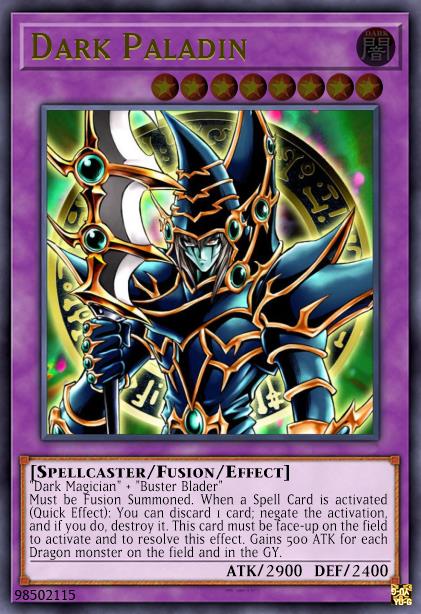 Dark Paladin
DARK
闇
[Spellcaster/Fusion/Effect]
"Dark Magician" + "Buster Blader"
Must be Fusion Summoned. When a Spell Card is activated
(Quick Effect): You can discard 1 card; negate the activation,
and if you do, destroy it. This card must be face-up on the field
to activate and to resolve this effect. Gains 500 ATK for each
Dragon monster on the field and in the GY.
ATK/2900 DEF/2400
98502115